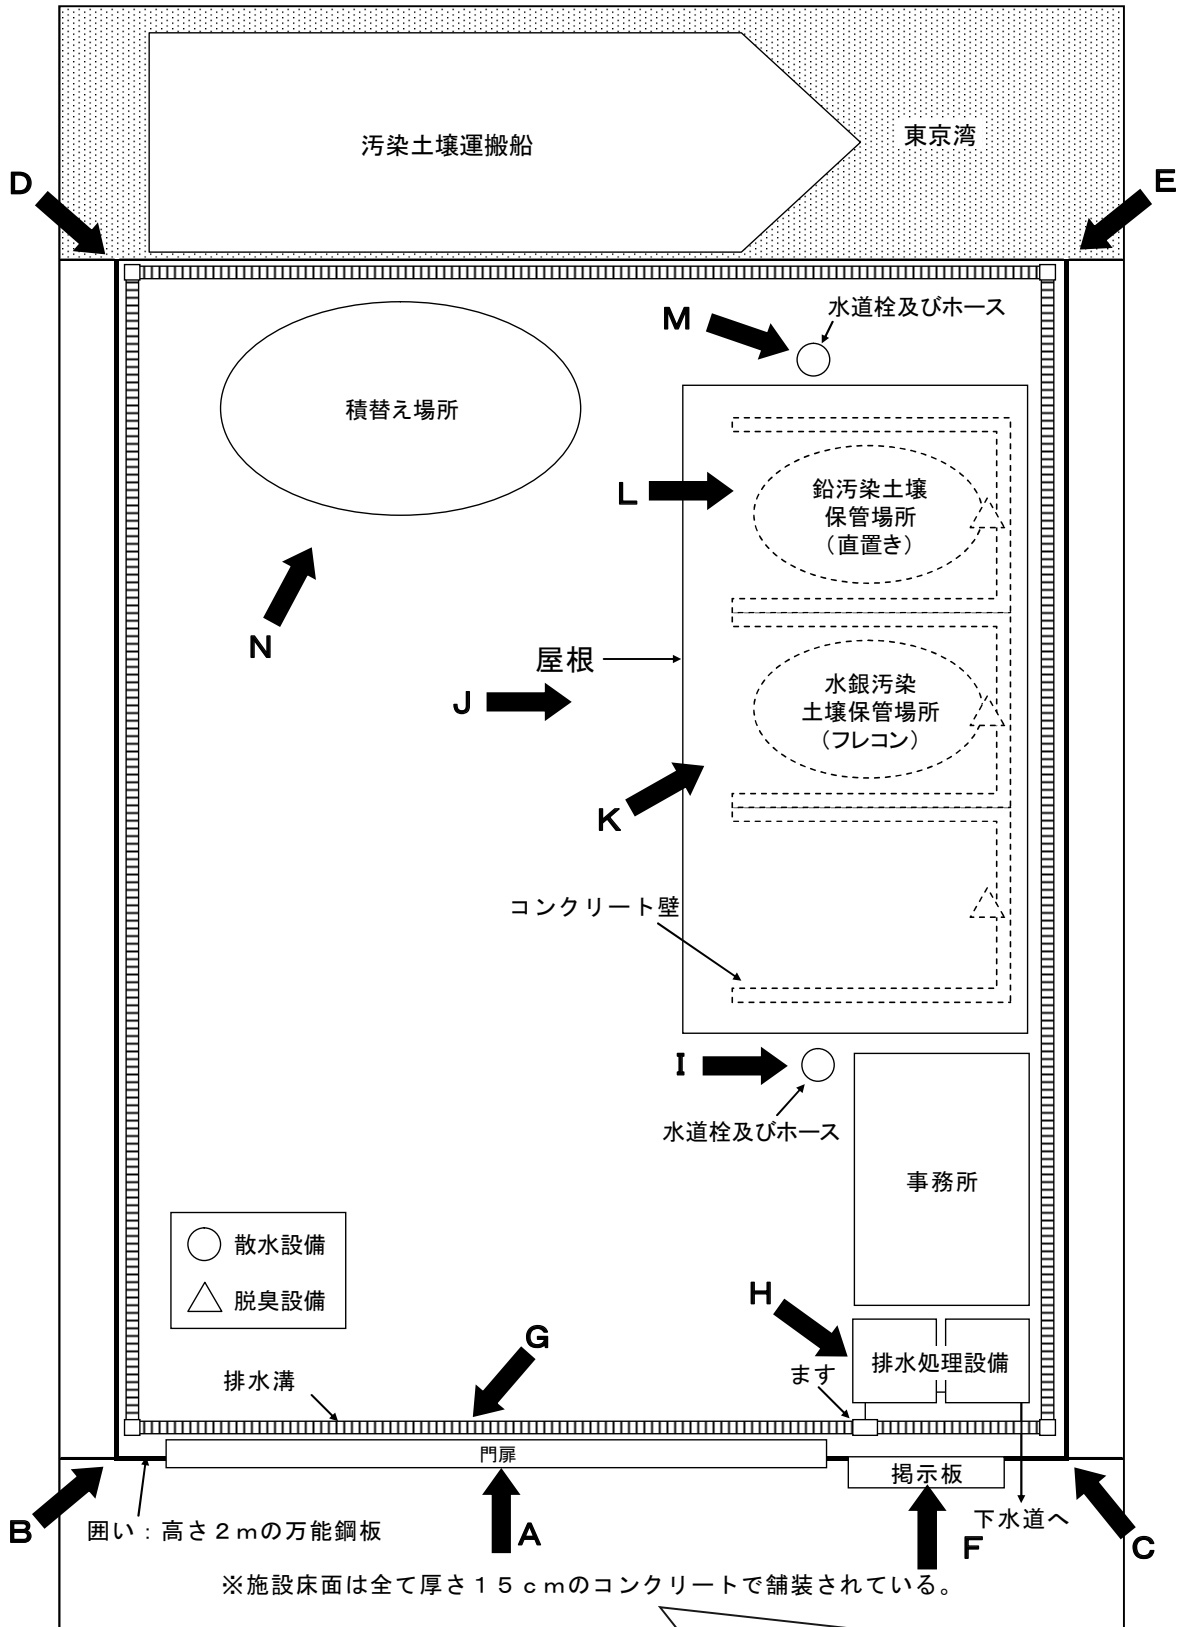 汚染土壌運搬船
東京湾
D
E
M
水道栓及びホース
積替え場所
L
鉛汚染土壌
保管場所
（直置き）
N
屋根
J
水銀汚染
土壌保管場所
（フレコン）
K
コンクリート壁
I
水道栓及びホース
事務所
散水設備
脱臭設備
H
G
排水処理設備
ます
排水溝
門扉
掲示板
B
囲い：高さ２ｍの万能鋼板
A
F
下水道へ
C
※施設床面は全て厚さ１５ｃｍのコンクリートで舗装されている。